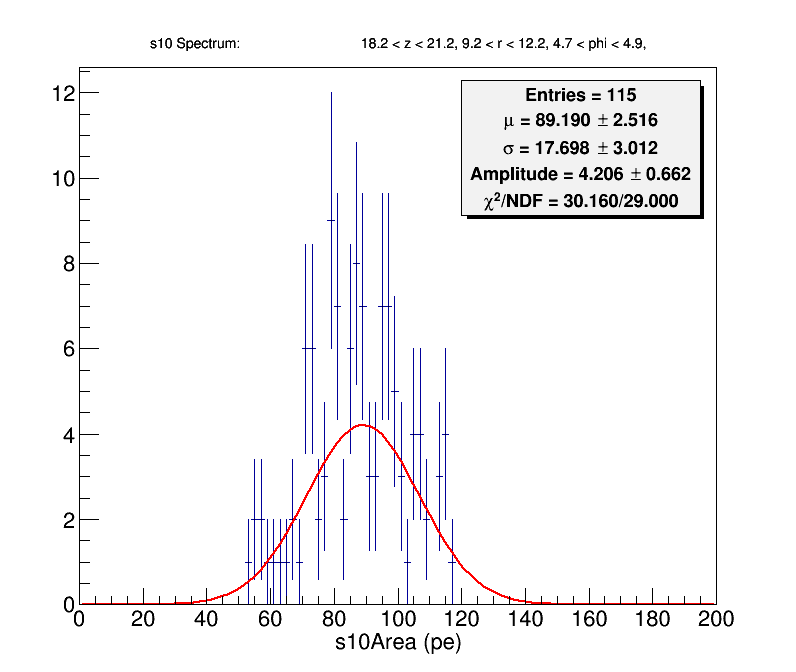 s10 Spectrum: 18.2 < z < 21.2, 9.2 < r < 12.2, 4.7 < phi < 4.9,
Entries = 115
μ = 89.190 ± 2.516
σ = 17.698 ± 3.012
Amplitude = 4.206 ± 0.662
χ²/NDF = 30.160/29.000
12
10
8
6
4
2
0
0 20 40 60 80 100 120 140 160 180 200
s10Area (pe)